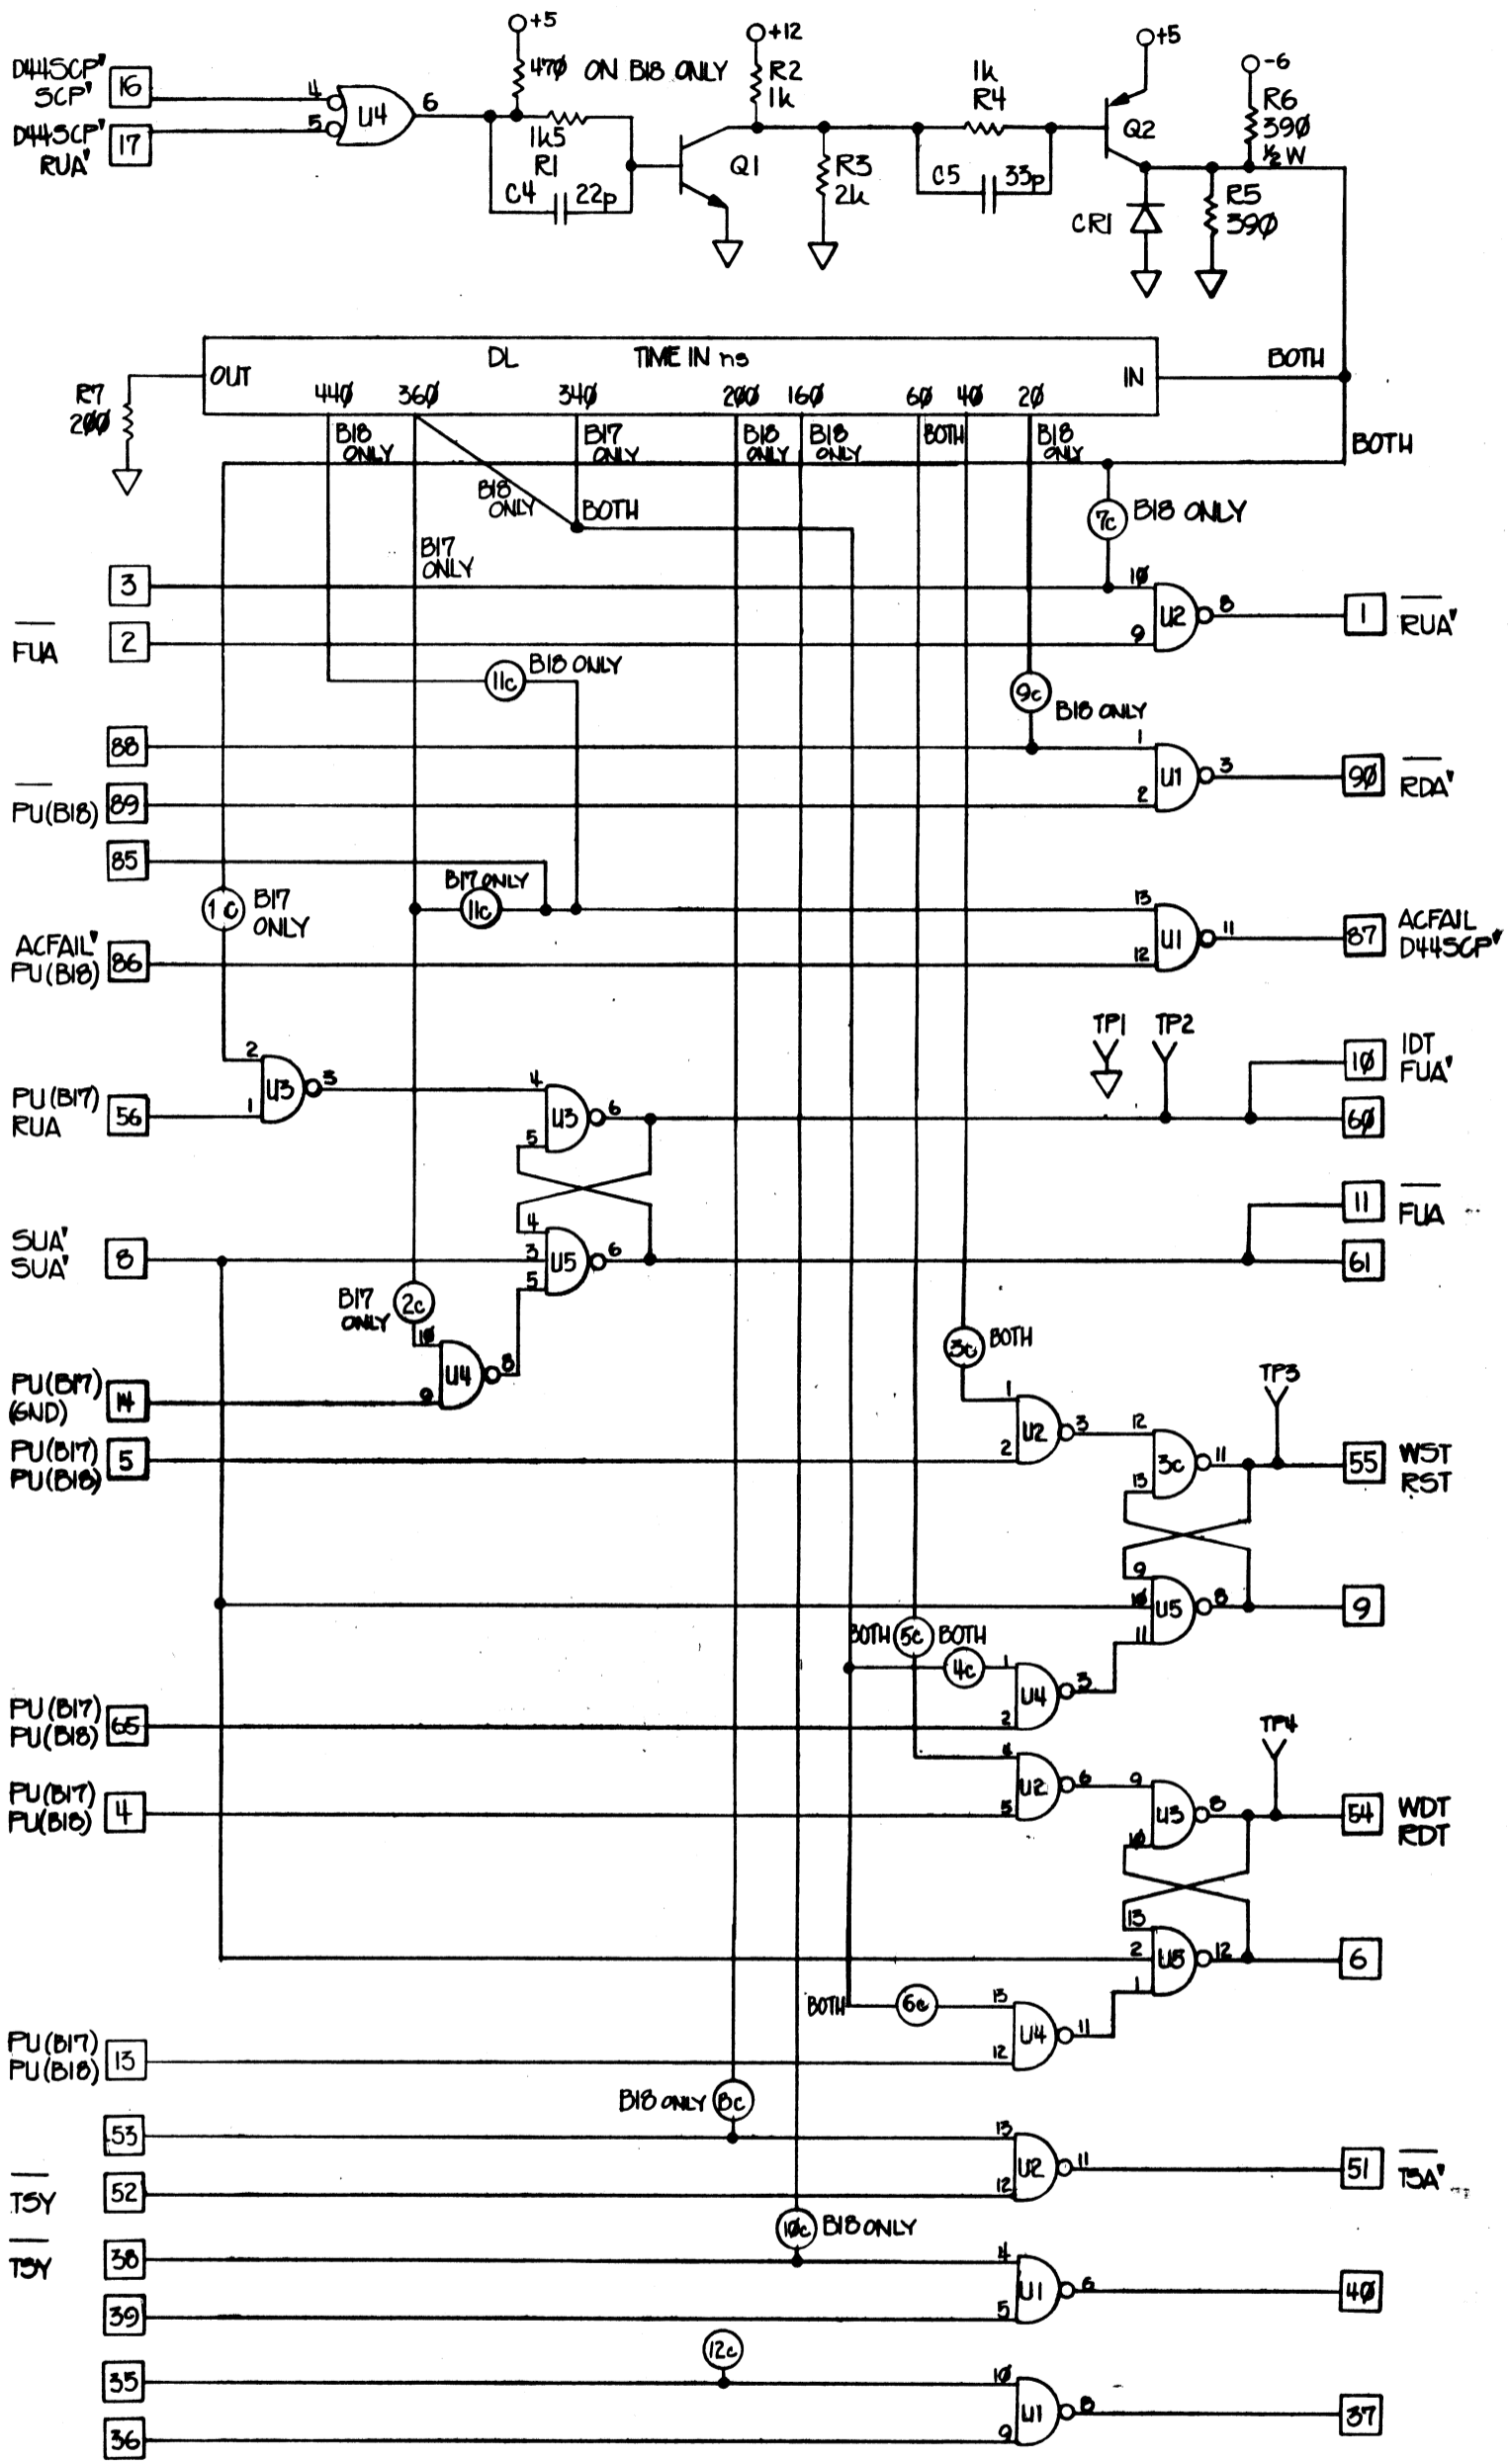 +5
+12
+5
-6
D44SCP'
SCP'
16
4
470 ON B18 ONLY
R2
1k
1k
R4
R6
390
½ W
U4
6
D44SCP'
RUA'
17
5
1k5
R1
C4
22p
Q1
R3
2k
C5
33p
Q2
CR1
R5
390
DL
TIME IN ns
OUT
IN
BOTH
440
360
340
200
160
60
40
20
R7
200
B18
ONLY
B17
ONLY
B18
ONLY
B18
ONLY
BOTH
B18
ONLY
BOTH
B18
ONLY
BOTH
7c
B18 ONLY
B17
ONLY
3
10
U2
8
1
RUA'
FUA
2
9
11c
B18 ONLY
9c
B18 ONLY
88
1
U1
3
90
RDA'
PU(B18)
89
2
85
B17 ONLY
11c
1c
B17
ONLY
13
U1
11
87
ACFAIL
D44SCP'
ACFAIL'
PU(B18)
86
12
TP1
TP2
2
U3
3
4
U3
6
10
IDT
FUA'
PU(B17)
RUA
56
1
5
60
11
FUA
SUA'
SUA'
8
4
3
5
U5
6
61
B17
ONLY
2c
10
U4
8
3c
BOTH
PU(B17)
(GND)
14
9
TP3
1
U2
3
12
3c
11
55
WST
RST
PU(B17)
PU(B18)
5
2
13
9
10
11
U5
8
9
BOTH
5c
BOTH
4c
1
U4
3
PU(B17)
PU(B18)
65
2
TP4
4
U2
6
9
U3
8
54
WDT
RDT
PU(B17)
PU(B18)
4
5
10
13
2
1
U5
12
6
BOTH
6c
13
U4
11
PU(B17)
PU(B18)
13
12
B18 ONLY
8c
53
13
U2
11
51
TSA'
TSY
52
12
10c
B18 ONLY
TSY
38
4
U1
6
40
39
5
12c
35
10
U1
8
37
36
9